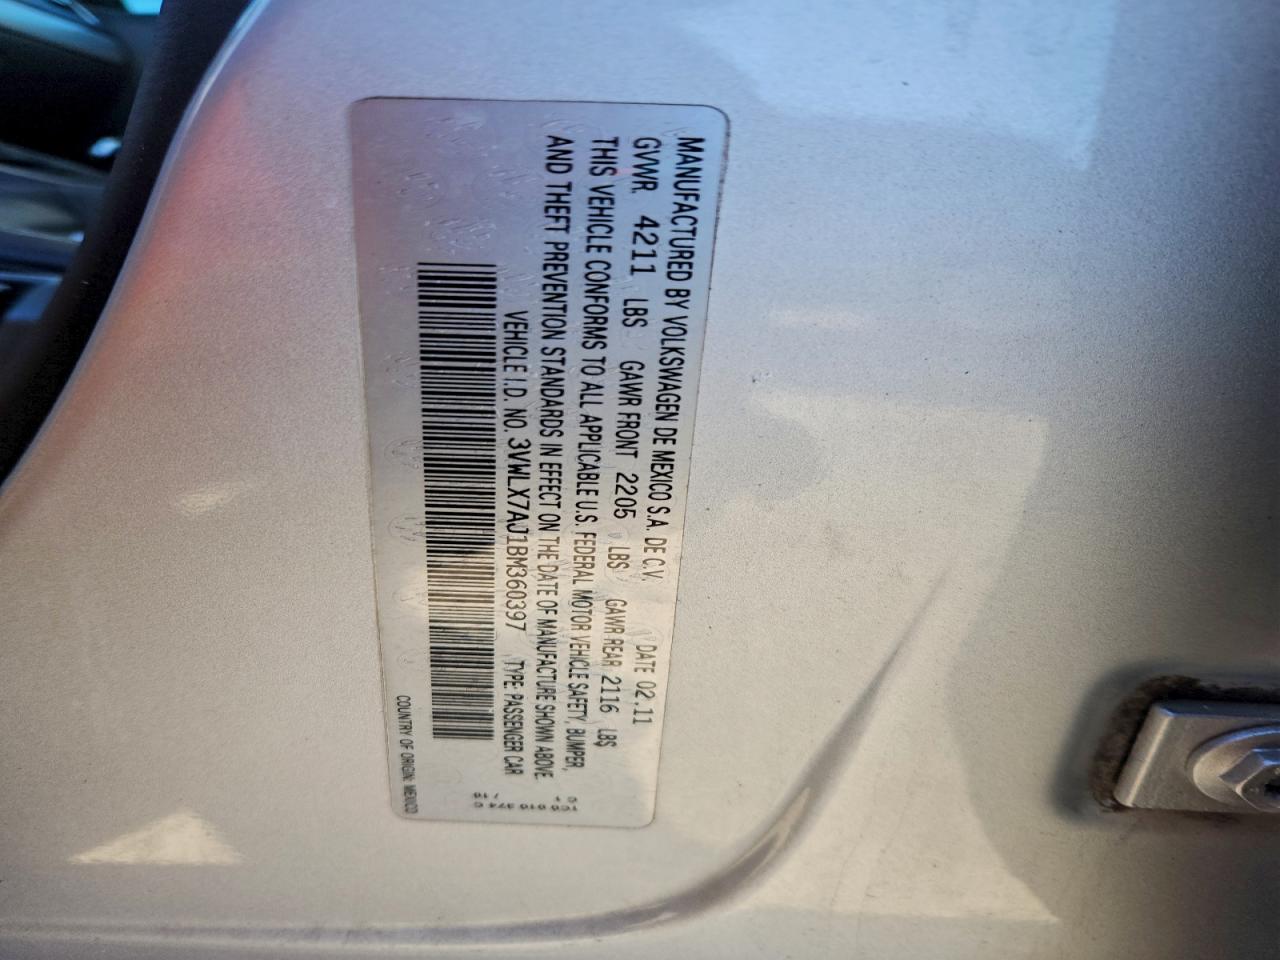 MANUFACTURED BY VOLKSWAGEN DE MEXICO S.A. DE C.V. DATE 02.11
GVWR 4211 LBS GAWR FRONT 2205 LBS GAWR REAR 2116 LBS
THIS VEHICLE CONFORMS TO ALL APPLICABLE U.S. FEDERAL MOTOR VEHICLE SAFETY, BUMPER,
AND THEFT PREVENTION STANDARDS IN EFFECT ON THE DATE OF MANUFACTURE SHOWN ABOVE.
VEHICLE I.D. NO. 3VWLX7AJ1BM360397 TYPE: PASSENGER CAR
COUNTRY OF ORIGIN: MEXICO